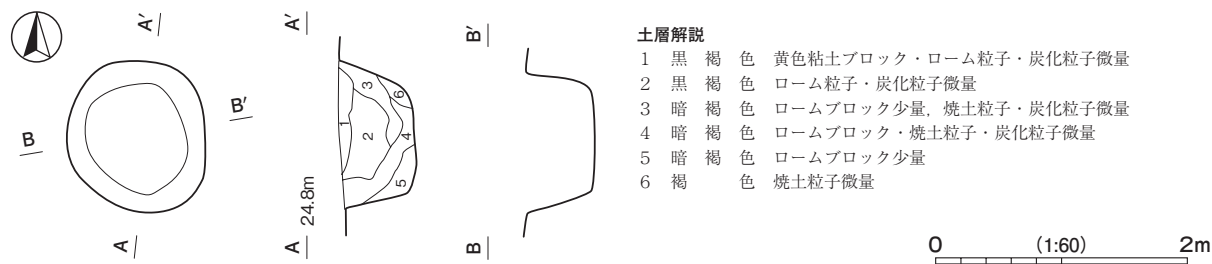 A′
A′
B′
B′
B
A
1
2
3
4
5
6
24.8m
A
B
土層解説
1 黒褐色 黄色粘土ブロック・ローム粒子・炭化粒子微量
2 黒褐色 ローム粒子・炭化粒子微量
3 暗褐色 ロームブロック少量，焼土粒子・炭化粒子微量
4 暗褐色 ロームブロック・焼土粒子・炭化粒子微量
5 暗褐色 ロームブロック少量
6 褐色 焼土粒子微量
0 (1:60) 2m